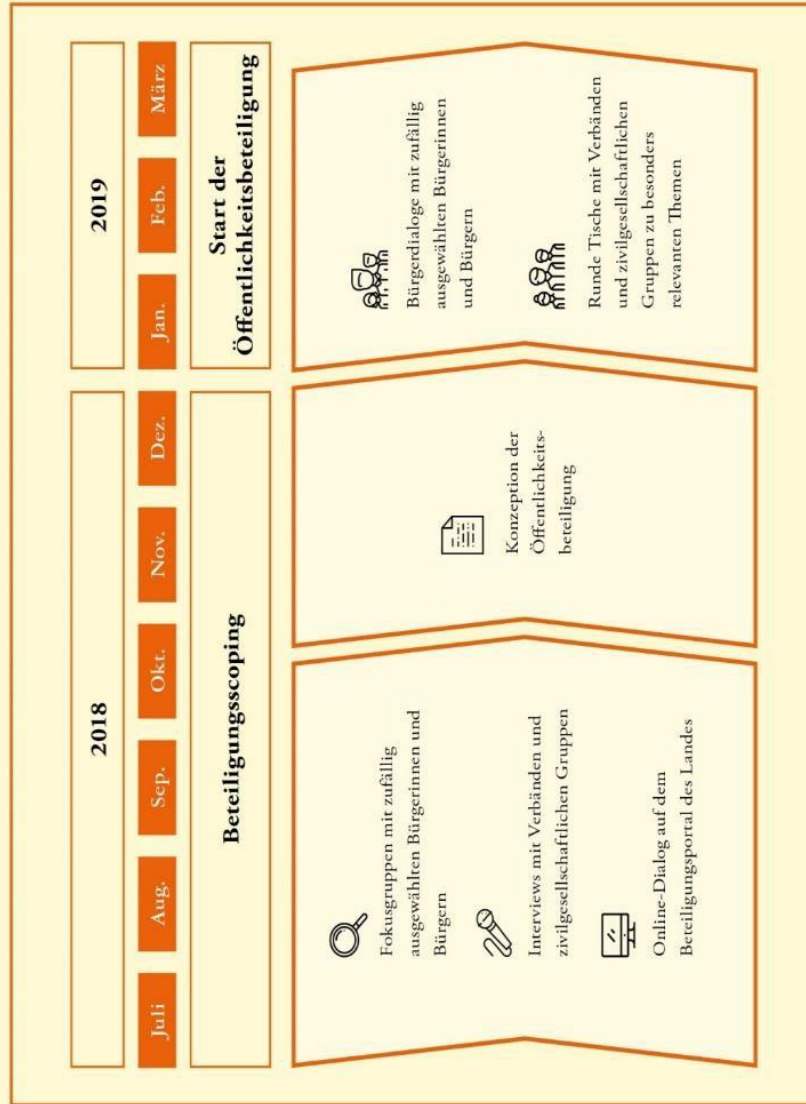 2018
2019
Juli
Aug.
Sep.
Okt.
Nov.
Dez.
Jan.
Feb.
März
Beteiligungsscoping
Start der
Öffentlichkeitsbeteiligung
Fokusgruppen mit zufällig
ausgewählten Bürgerinnen und
Bürgern
Interviews mit Verbänden und
zivilgesellschaftlichen Gruppen
Online-Dialog auf dem
Beteiligungsportal des Landes
Konzeption der
Öffentlichkeits-
beteiligung
Bürgerdialoge mit zufällig
ausgewählten Bürgerinnen
und Bürgern
Runde Tische mit Verbänden
und zivilgesellschaftlichen
Gruppen zu besonders
relevanten Themen